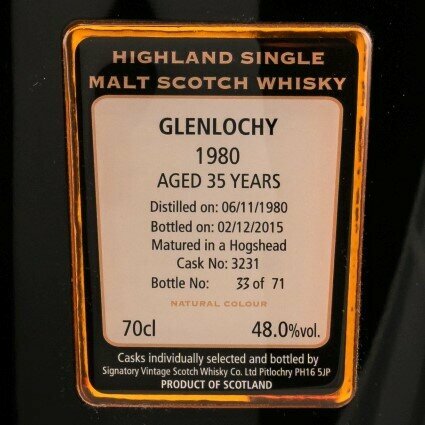 HIGHLAND SINGLE
MALT SCOTCH WHISKY
GLENLOCHY
1980
AGED 35 YEARS
Distilled on: 06/11/1980
Bottled on: 02/12/2015
Matured in a Hogshead
Cask No: 3231
Bottle No: 33 of 71
NATURAL COLOUR
70cl 48.0%vol.
Casks individually selected and bottled by
Signatory Vintage Scotch Whisky Co. Ltd Pitlochry PH16 5JP
PRODUCT OF SCOTLAND